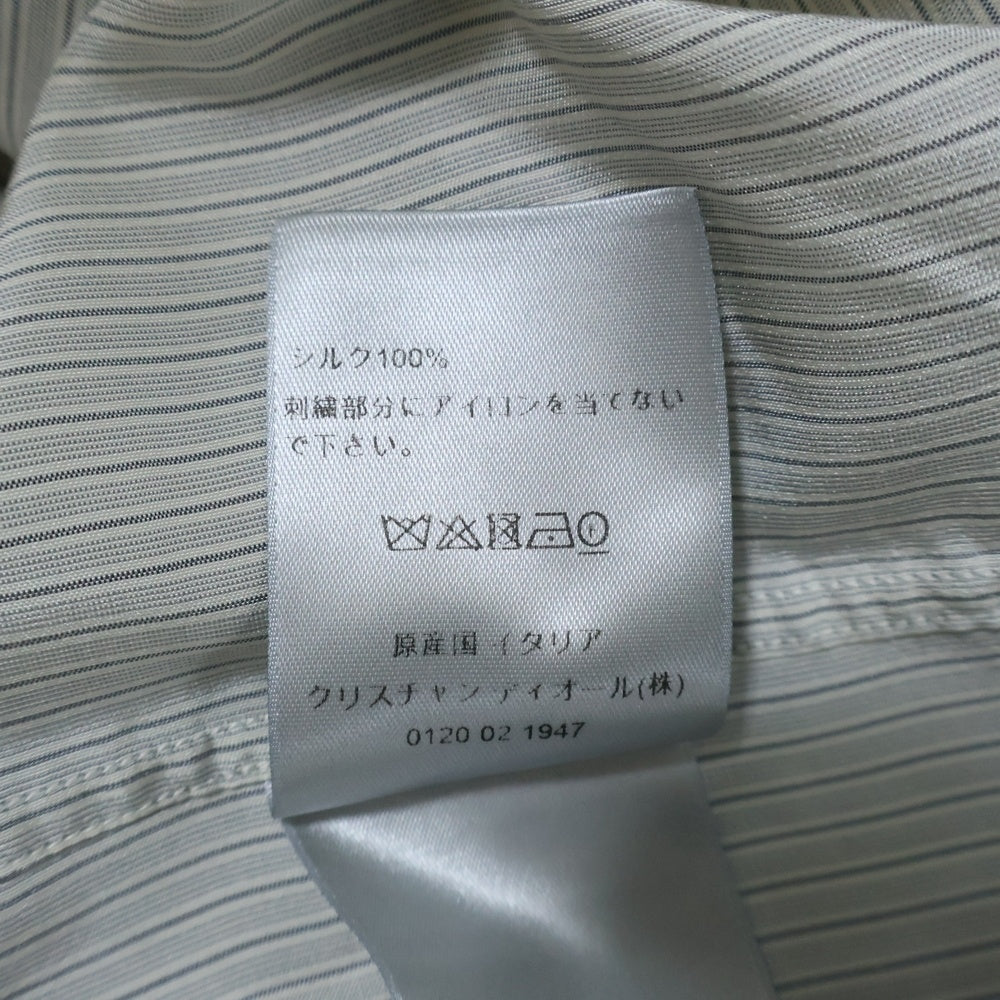 シルク100%
刺繍部分にアイロンを当てない
で下さい。
原産国 イタリア
クリスチャン ディオール(株)
0120 02 1947